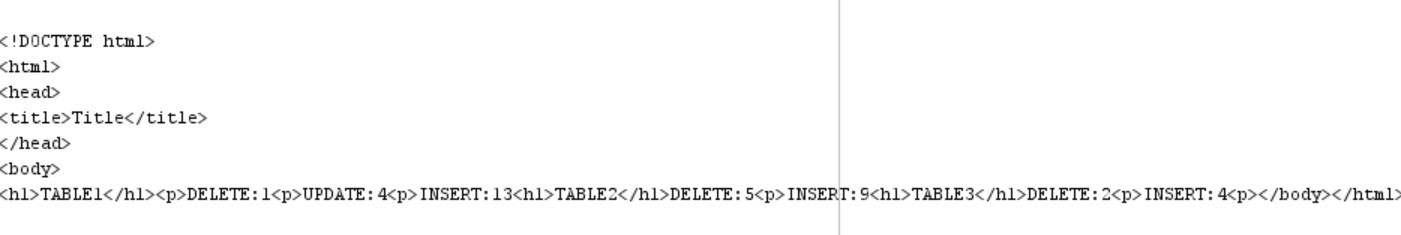 <!DOCTYPE html>
<html>
<head>
<title>Title</title>
</head>
<body>
<h1>TABLE1</h1><p>DELETE:1<p>UPDATE:4<p>INSERT:13<h1>TABLE2</h1>DELETE:5<p>INSERT:9<h1>TABLE3</h1>DELETE:2<p>INSERT:4<p></body></html>